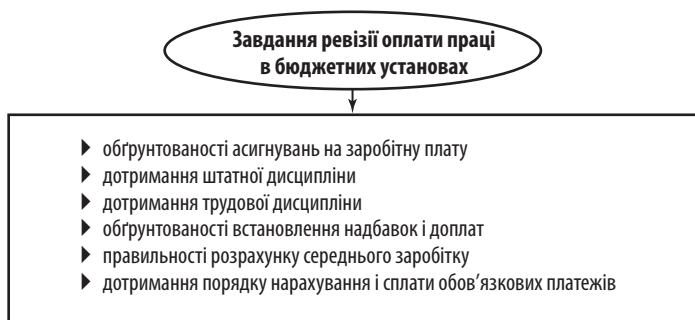 Завдання ревізії оплати праці
в бюджетних установах
обґрунтованості асигнувань на заробітну плату
дотримання штатної дисципліни
дотримання трудової дисципліни
обґрунтованості встановлення надбавок і доплат
правильності розрахунку середнього заробітку
дотримання порядку нарахування і сплати обов’язкових платежів